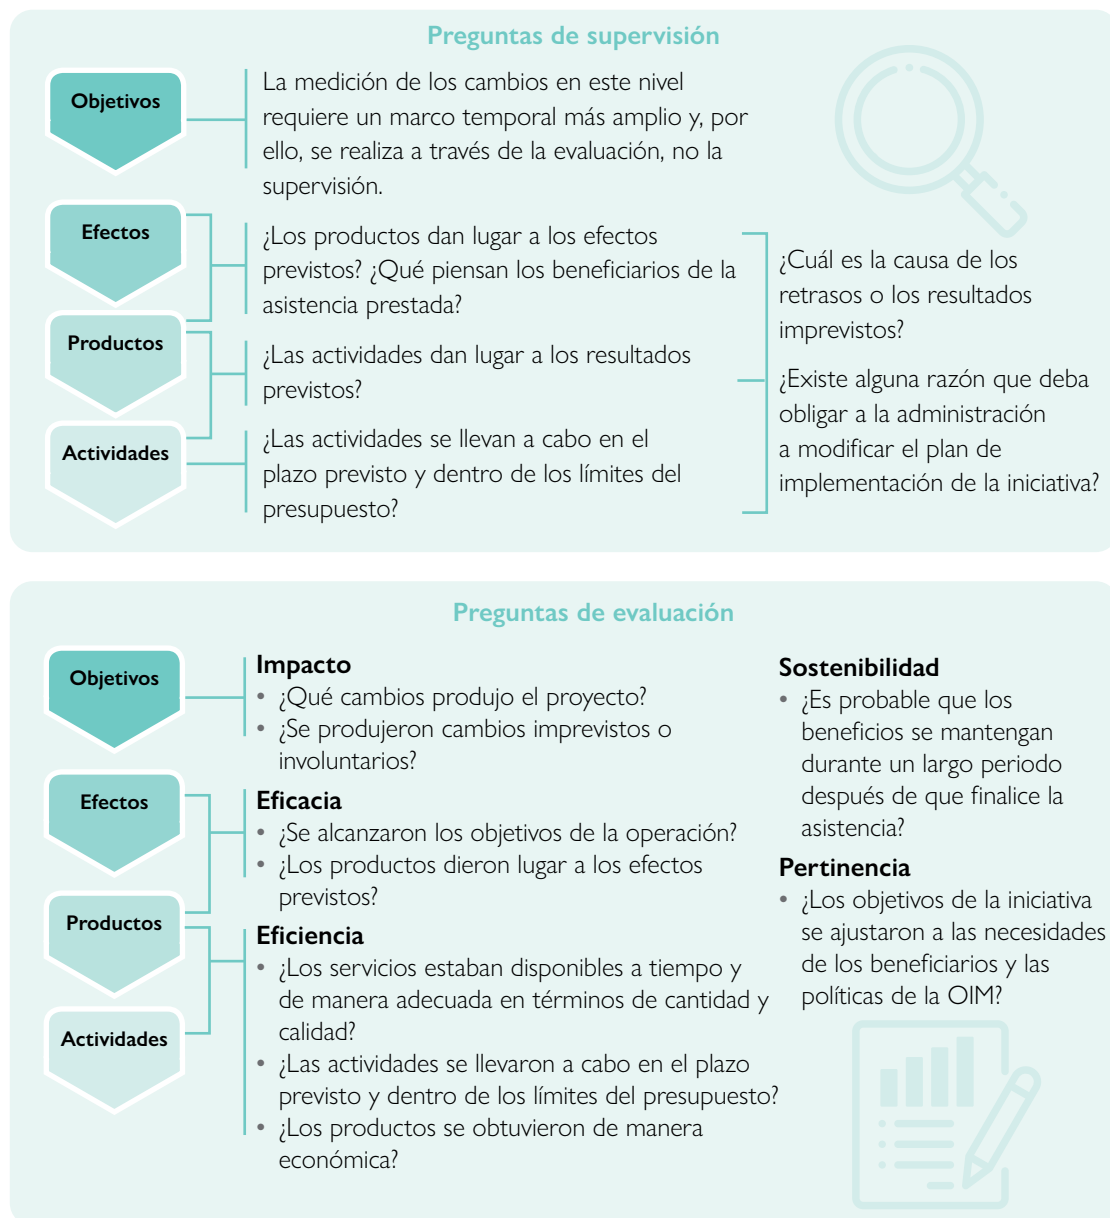 Preguntas de supervisión
Objetivos
La medición de los cambios en este nivel
requiere un marco temporal más amplio y, por
ello, se realiza a través de la evaluación, no la
supervisión.
Efectos
¿Los productos dan lugar a los efectos
previstos? ¿Qué piensan los beneficiarios de la
asistencia prestada?
Productos
¿Las actividades dan lugar a los resultados
previstos?
Actividades
¿Las actividades se llevan a cabo en el
plazo previsto y dentro de los límites del
presupuesto?
¿Cuál es la causa de los
retrasos o los resultados
imprevistos?
¿Existe alguna razón que deba
obligar a la administración
a modificar el plan de
implementación de la iniciativa?
Preguntas de evaluación
Objetivos
Impacto
• ¿Qué cambios produjo el proyecto?
• ¿Se produjeron cambios imprevistos o
involuntarios?
Efectos
Eficacia
• ¿Se alcanzaron los objetivos de la operación?
• ¿Los productos dieron lugar a los efectos
previstos?
Productos
Eficiencia
• ¿Los servicios estaban disponibles a tiempo y
de manera adecuada en términos de cantidad y
calidad?
Actividades
• ¿Las actividades se llevaron a cabo en el plazo
previsto y dentro de los límites del presupuesto?
• ¿Los productos se obtuvieron de manera
económica?
Sostenibilidad
• ¿Es probable que los
beneficios se mantengan
durante un largo periodo
después de que finalice la
asistencia?
Pertinencia
• ¿Los objetivos de la iniciativa
se ajustaron a las necesidades
de los beneficiarios y las
políticas de la OIM?